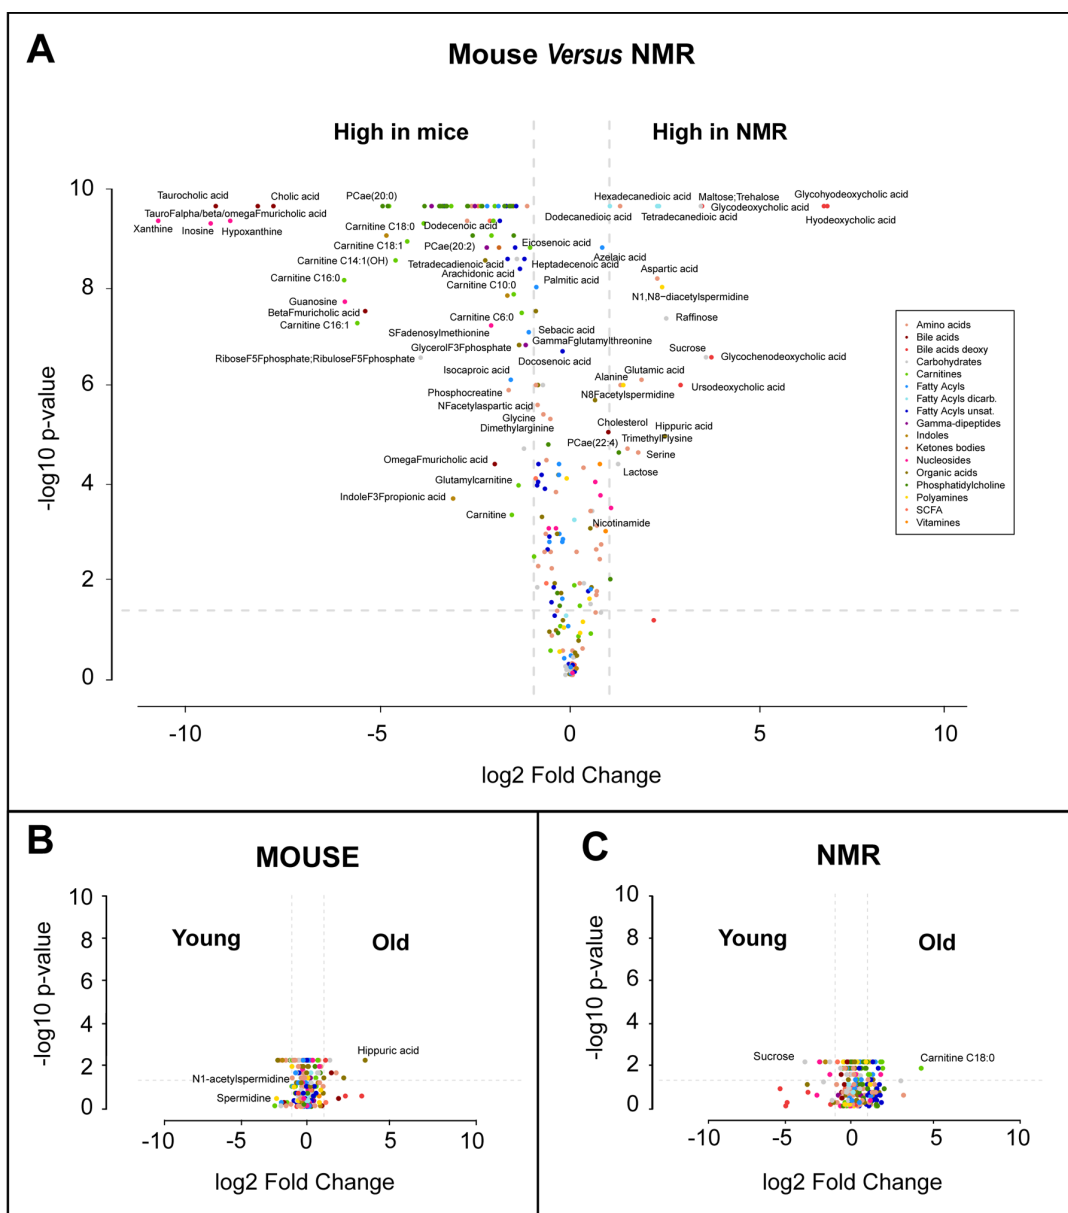 A
Mouse Versus NMR
High in mice
High in NMR
10
8
6
4
2
0
-log10 p-value
Taurocholic acid
Cholic acid
PCae(20:0)
TauroFalpha/beta/omegaFmuricholic acid
Xanthine
Inosine
Hypoxanthine
Carnitine C18:0
Dodecenoic acid
Carnitine C18:1
PCae(20:2)
Eicosenoic acid
Carnitine C14:1(OH)
Tetradecadienoic acid
Heptadecenoic acid
Arachidonic acid
Carnitine C16:0
Carnitine C10:0
Palmitic acid
Guanosine
BetaFmuricholic acid
Carnitine C6:0
Carnitine C16:1
SFadenosylmethionine
Sebacic acid
GlycerolF3Fphosphate
GammaFglutamylthreonine
RiboseF5Fphosphate;RibuloseF5Fphosphate
Docosenoic acid
Isocaproic acid
Phosphocreatine
NFacetylaspartic acid
Glycine
Dimethylarginine
OmegaFmuricholic acid
Glutamylcarnitine
IndoleF3Fpropionic acid
Carnitine
Hexadecanedioic acid
Maltose;Trehalose
Glycohyodeoxycholic acid
Glycodeoxycholic acid
Dodecanedioic acid
Tetradecanedioic acid
Hyodeoxycholic acid
Azelaic acid
Aspartic acid
N1,N8-diacetylspermidine
Raffinose
Sucrose
Glycochenodeoxycholic acid
Alanine
Glutamic acid
N8Facetylspermidine
Ursodeoxycholic acid
Cholesterol
Hippuric acid
PCae(22:4)
TrimethylFlysine
Serine
Lactose
Nicotinamide
Amino acids
Bile acids
Bile acids deoxy
Carbohydrates
Carnitines
Fatty Acyls
Fatty Acyls dicarb.
Fatty Acyls unsat.
Gamma-dipeptides
Indoles
Ketones bodies
Nucleosides
Organic acids
Phosphatidylcholine
Polyamines
SCFA
Vitamines
-10 -5 0 5 10
log2 Fold Change
B
MOUSE
Young
Old
10
8
6
4
2
0
-log10 p-value
Hippuric acid
N1-acetylspermidine
Spermidine
-10 -5 0 5 10
log2 Fold Change
C
NMR
Young
Old
10
8
6
4
2
0
-log10 p-value
Sucrose
Carnitine C18:0
-10 -5 0 5 10
log2 Fold Change